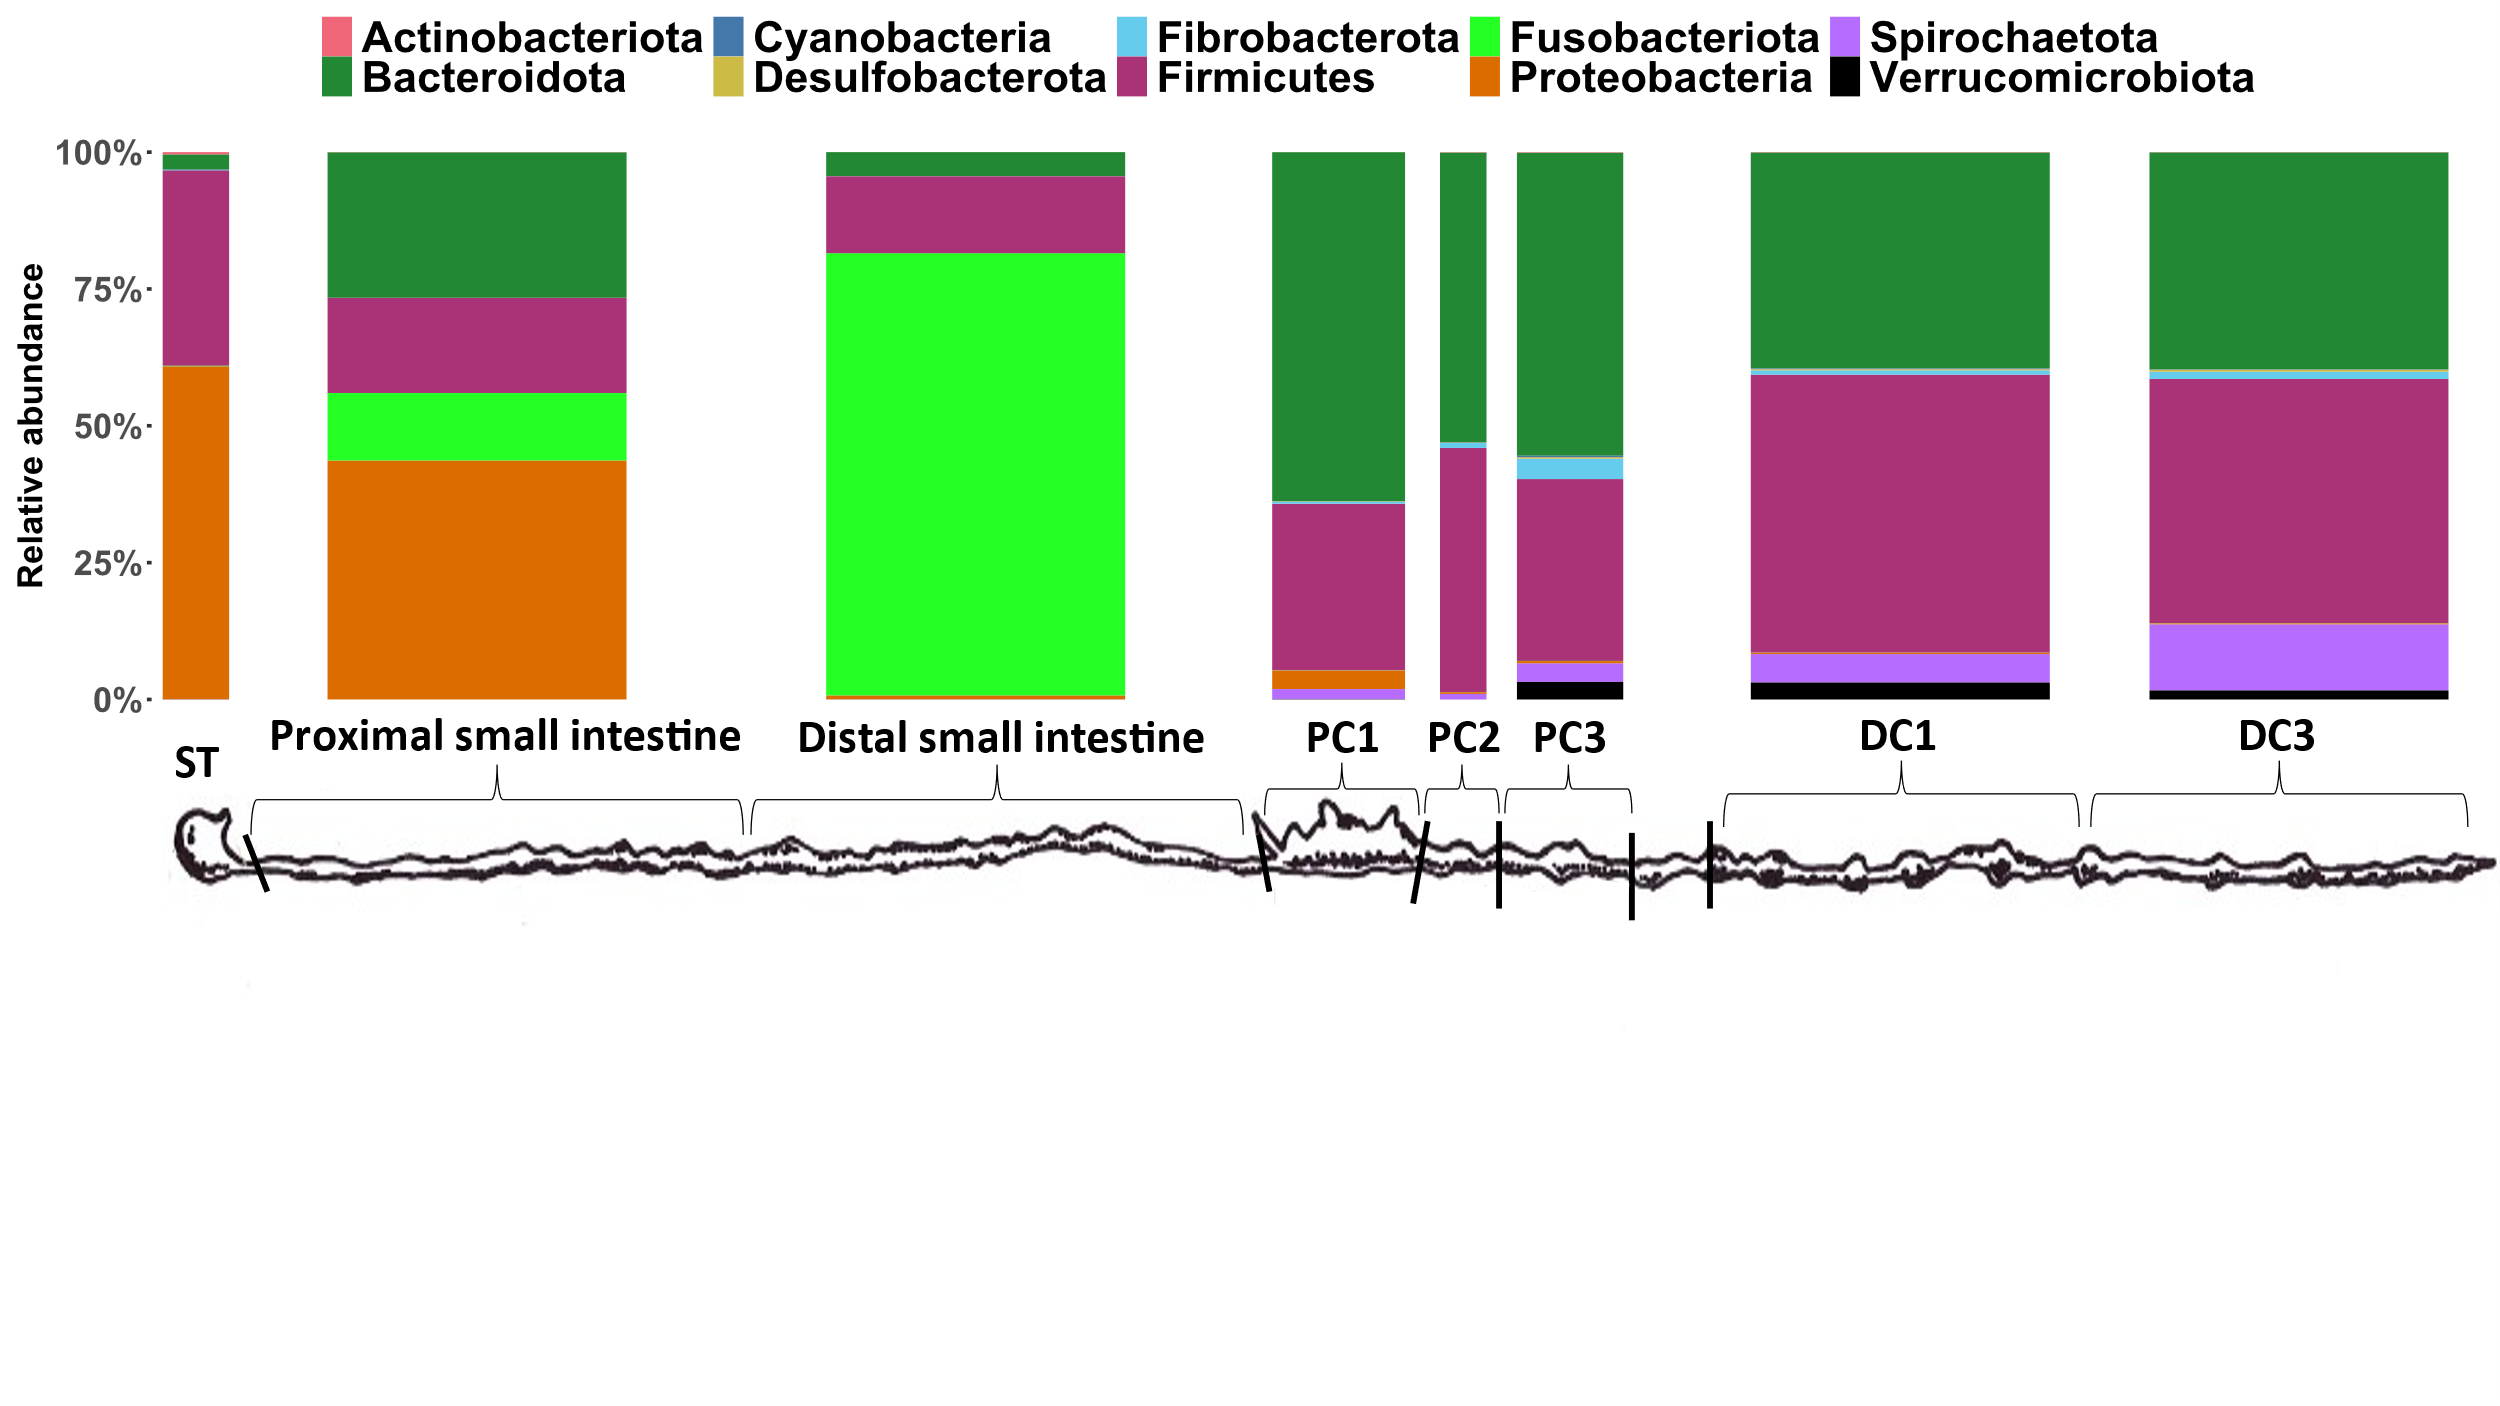 Actinobacteriota Cyanobacteria Fibrobacterota Fusobacteriota Spirochaetota
Bacteroidota Desulfobacterota Firmicutes Proteobacteria Verrucomicrobiota
Relative abundance
100%
75%
50%
25%
0%
ST
Proximal small intestine
Distal small intestine
PC1
PC2
PC3
DC1
DC3